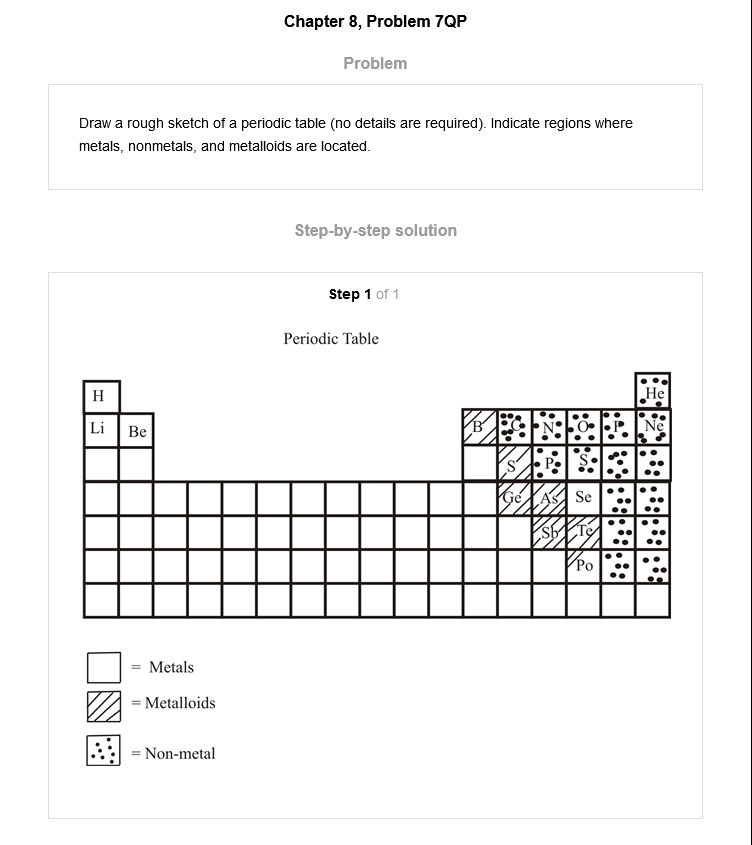 Chapter 8, Problem 7QP
Problem
Draw a rough sketch of a periodic table (no details are required). Indicate regions where
metals, nonmetals, and metalloids are located.
Step-by-step solution
Step 1 of 1
Periodic Table
H He
Li Be B C N O F Ne
S P S
Ge As Se
Sb Te
Po
= Metals
= Metalloids
= Non-metal